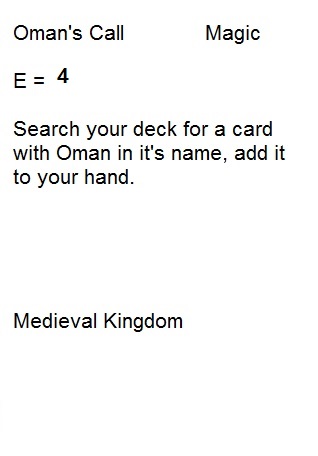 Oman's Call Magic
E = 4
Search your deck for a card
with Oman in it's name, add it
to your hand.
Medieval Kingdom